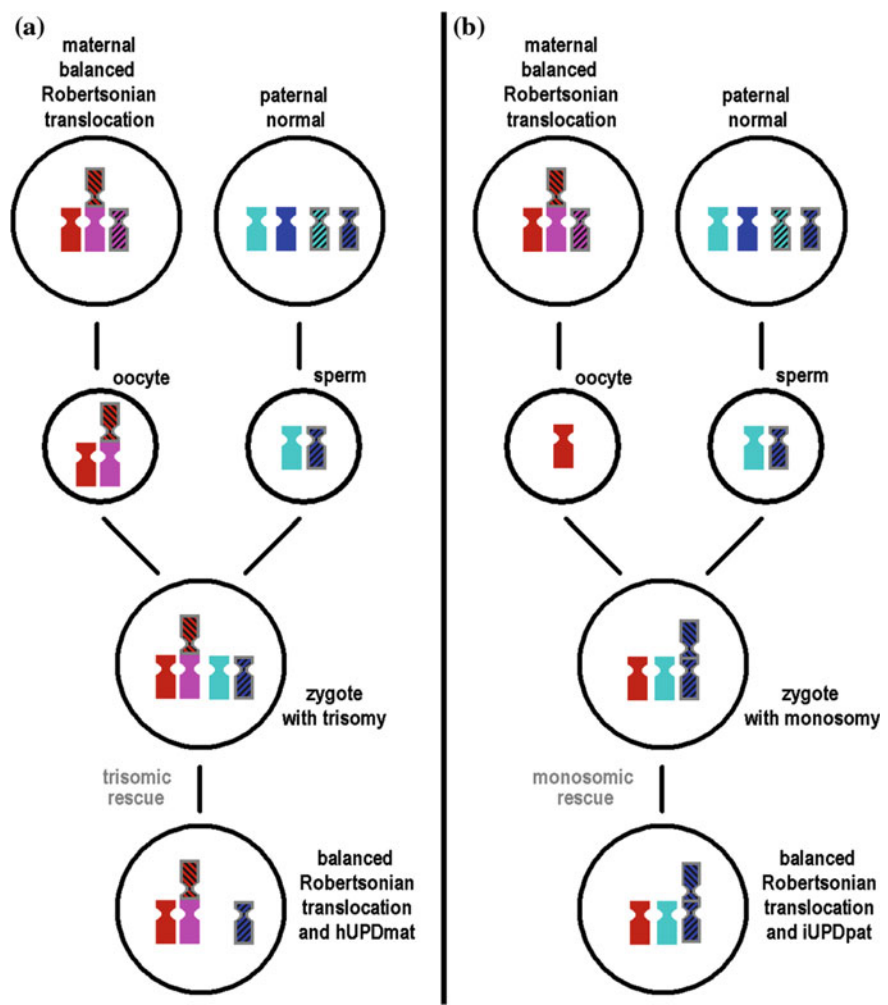 (a)
maternal
balanced
Robertsonian
translocation
paternal
normal
oocyte
sperm
zygote
with trisomy
trisomic
rescue
balanced
Robertsonian
translocation
and hUPDmat
(b)
maternal
balanced
Robertsonian
translocation
paternal
normal
oocyte
sperm
zygote
with monosomy
monosomic
rescue
balanced
Robertsonian
translocation
and iUPDpat